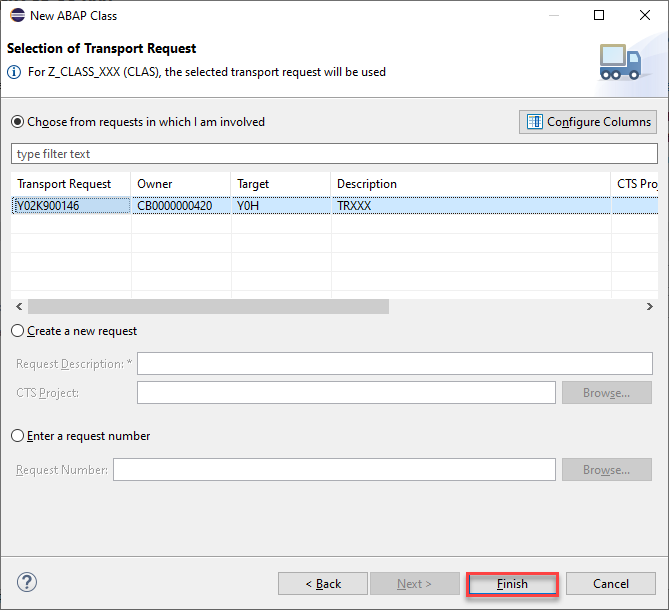 New ABAP Class
Selection of Transport Request
For Z_CLASS_XXX (CLAS), the selected transport request will be used
Choose from requests in which I am involved
Configure Columns
type filter text
Transport Request Owner Target Description CTS Proj
Y02K900146 CB0000000420 Y0H TRXXX
Create a new request
Request Description: *
CTS Project:
Browse...
Enter a request number
Request Number:
Browse...
< Back
Next >
Finish
Cancel